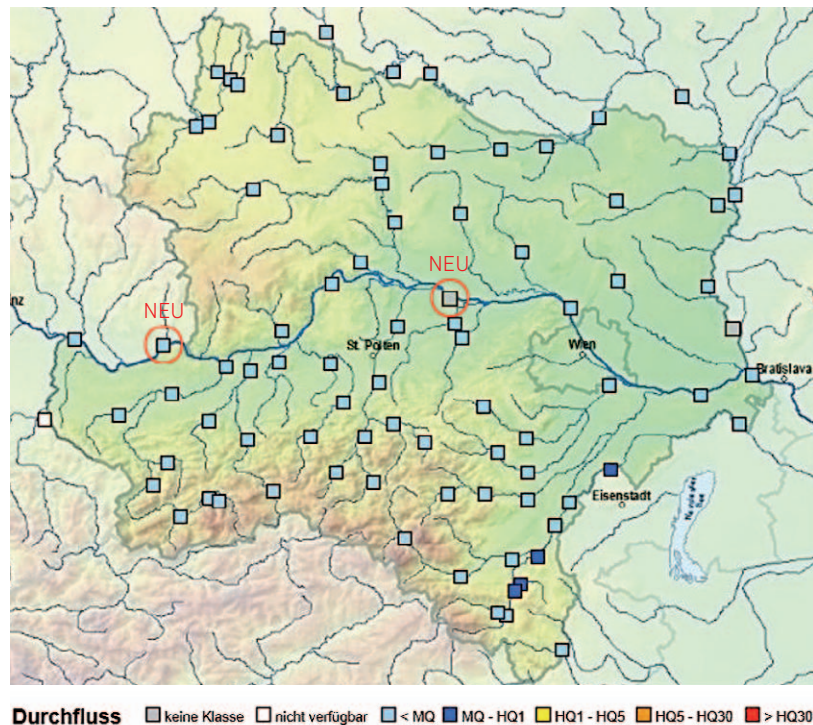 NEU
NEU
nz
St. Pölten
Wien
Bratislava
Eisenstadt
Durchfluss keine Klasse nicht verfügbar < MQ MQ - HQ1 HQ1 - HQ5 HQ5 - HQ30 > HQ30